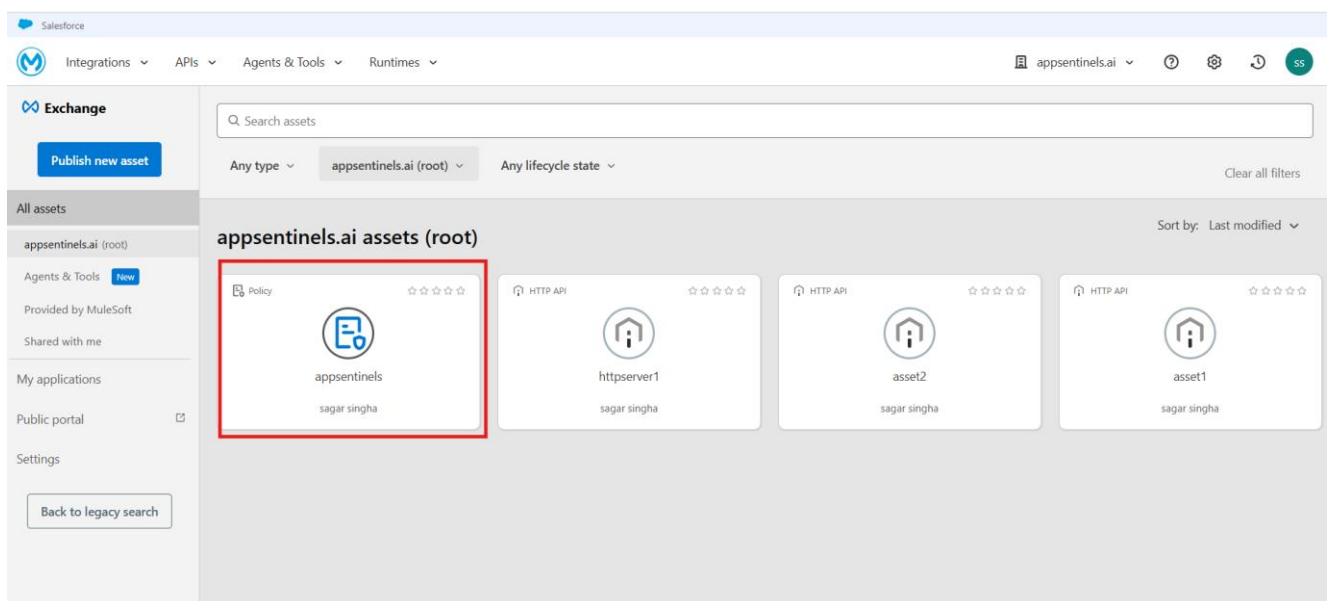 Salesforce
Integrations APIs Agents & Tools Runtimes appsentinels.ai ss
Exchange
Publish new asset
All assets
appsentinels.ai (root)
Agents & Tools New
Provided by MuleSoft
Shared with me
My applications
Public portal
Settings
Back to legacy search
Search assets
Any type appsentinels.ai (root) Any lifecycle state Clear all filters
Sort by: Last modified
appsentinels.ai assets (root)
Policy
appsentinels
sagar singha
HTTP API
httpserver1
sagar singha
HTTP API
asset2
sagar singha
HTTP API
asset1
sagar singha